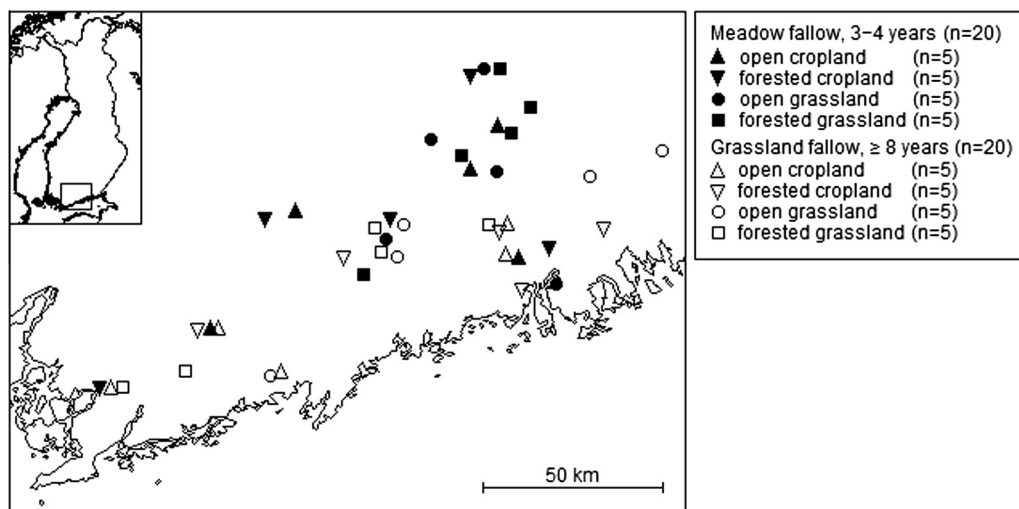 Meadow fallow, 3−4 years (n=20)
open cropland (n=5)
forested cropland (n=5)
open grassland (n=5)
forested grassland (n=5)
Grassland fallow, ≥ 8 years (n=20)
open cropland (n=5)
forested cropland (n=5)
open grassland (n=5)
forested grassland (n=5)
50 km